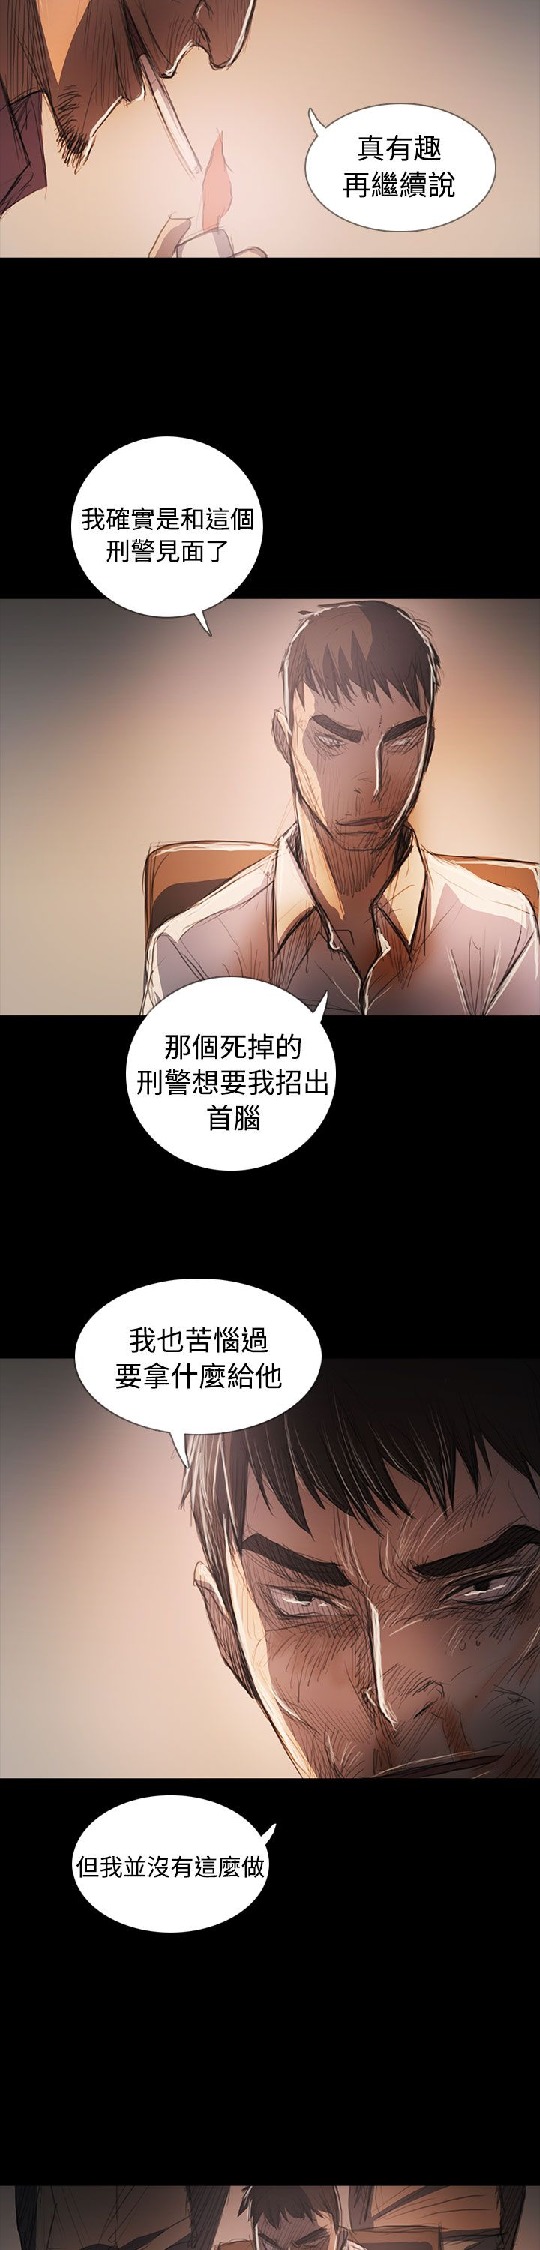 真有趣
再繼續說
我確實是和這個
刑警見面了
那個死掉的
刑警想要我招出
首腦
我也苦惱過
要拿什麼給他
但我並沒有這麼做